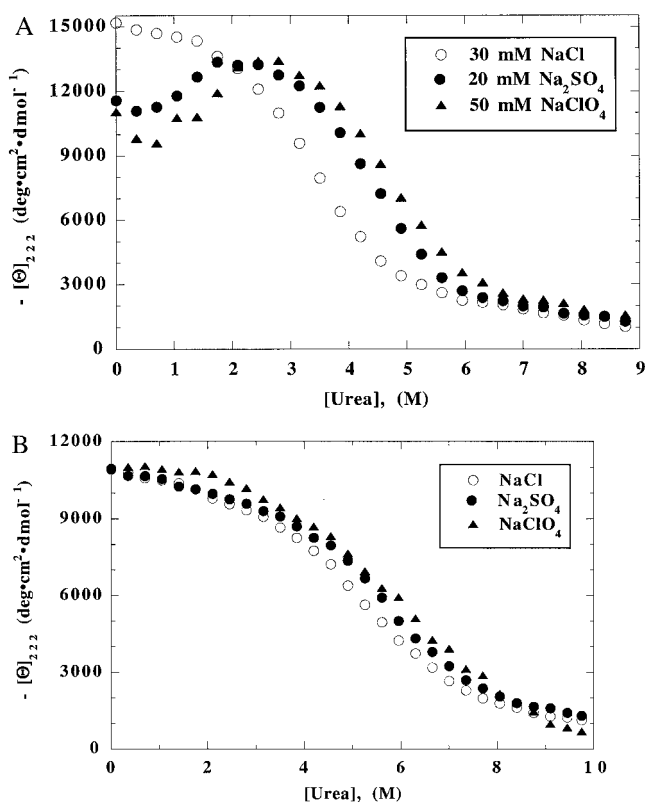 A
15000
12000
9000
6000
3000
0
- [Θ]222 (deg•cm2•dmol-1)
30 mM NaCl
20 mM Na2SO4
50 mM NaClO4
0 1 2 3 4 5 6 7 8 9
[Urea], (M)
B
12000
9000
6000
3000
0
- [Θ]222 (deg•cm2•dmol-1)
NaCl
Na2SO4
NaClO4
0 2 4 6 8 10
[Urea], (M)